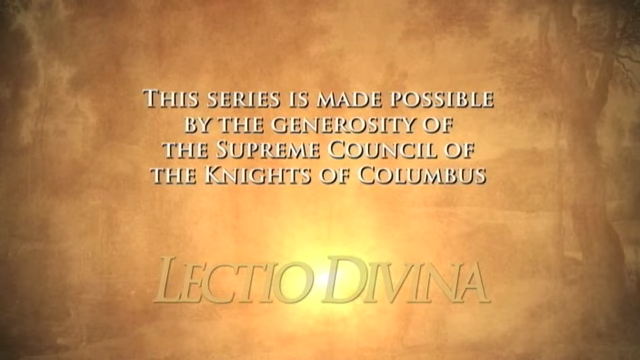 This series is made possible
by the generosity of
the Supreme Council of
the Knights of Columbus
Lectio Divina